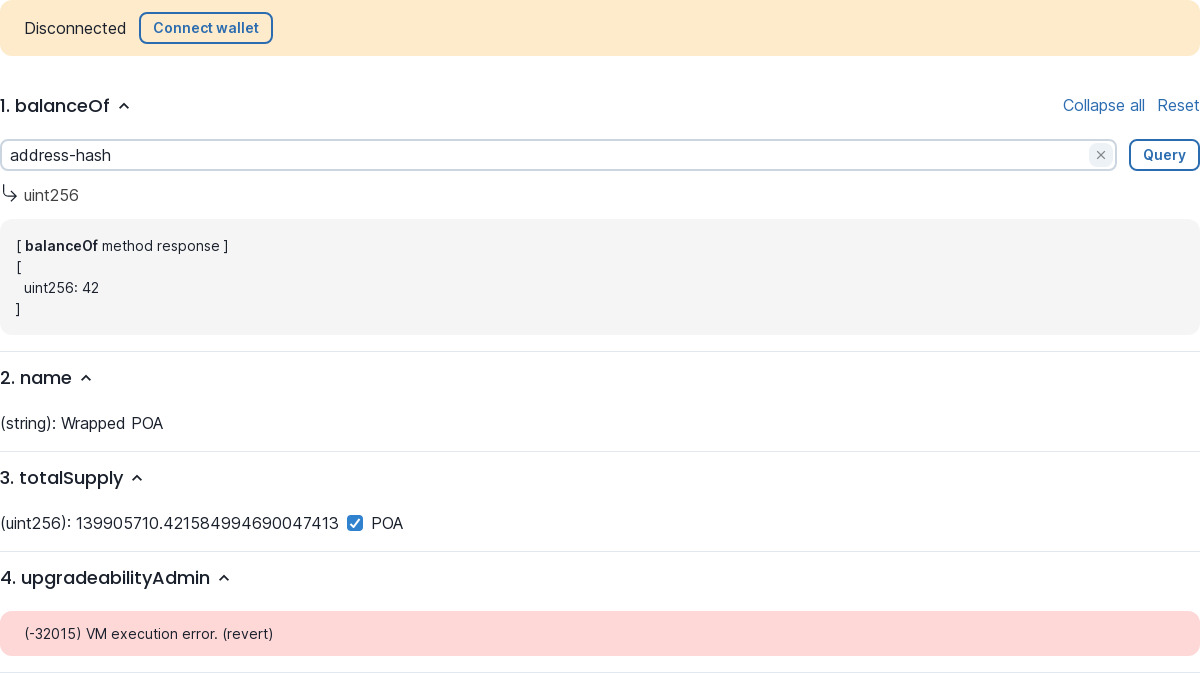 Disconnected Connect wallet
1. balanceOf Collapse all Reset
address-hash Query
uint256
[ balanceOf method response ]
[
uint256: 42
]
2. name
(string): Wrapped POA
3. totalSupply
(uint256): 139905710.421584994690047413 POA
4. upgradeabilityAdmin
(-32015) VM execution error. (revert)